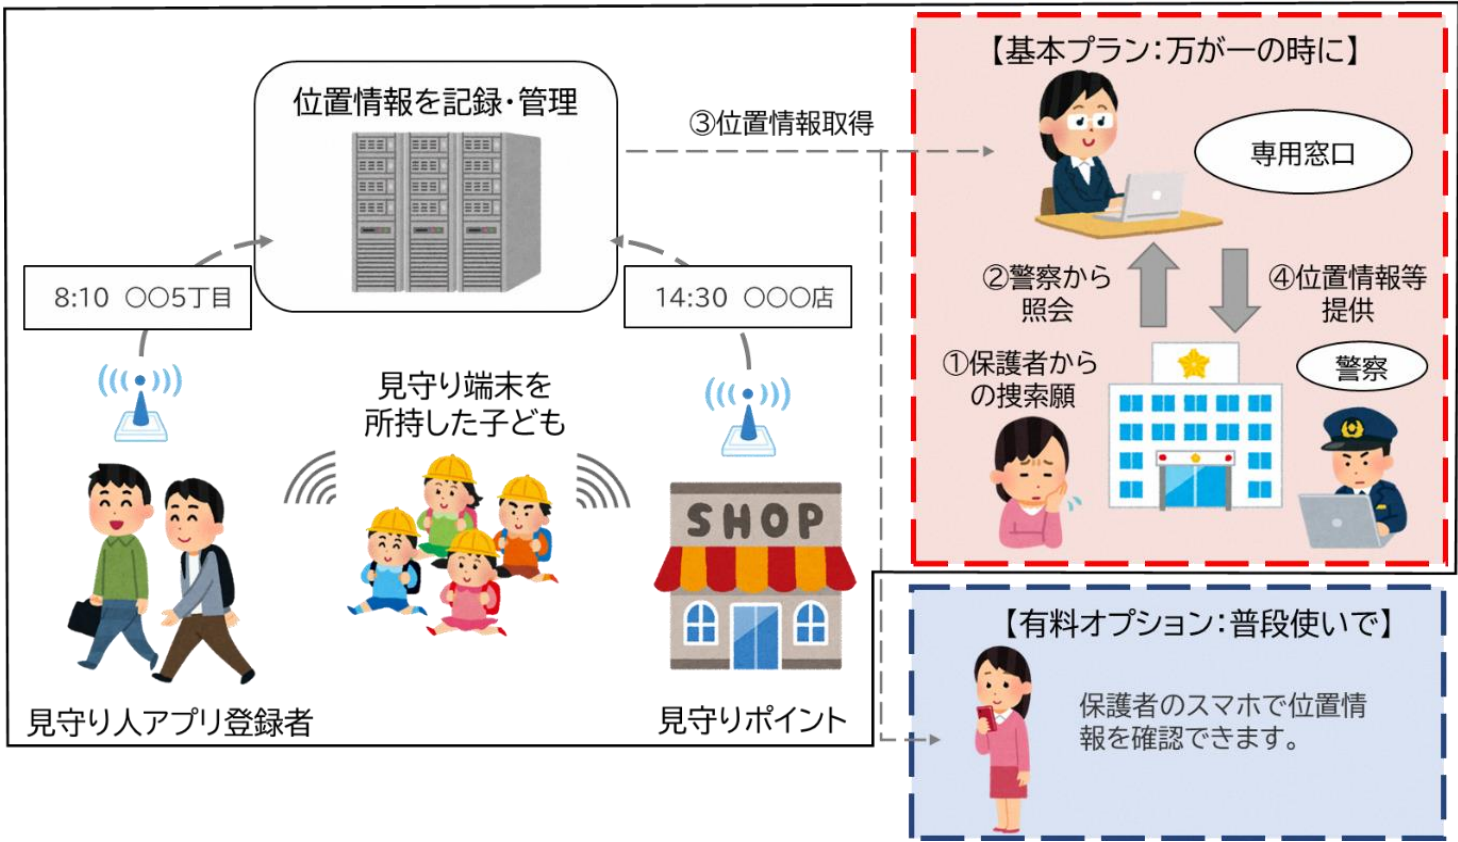 位置情報を記録・管理
8:10 〇〇5丁目
14:30 〇〇〇店
見守り端末を
所持した子ども
SHOP
見守り人アプリ登録者
見守りポイント
③位置情報取得
【基本プラン:万が一の時に】
専用窓口
②警察から
照会
④位置情報等
提供
①保護者から
の捜索願
警察
【有料オプション:普段使いで】
保護者のスマホで位置情
報を確認できます。